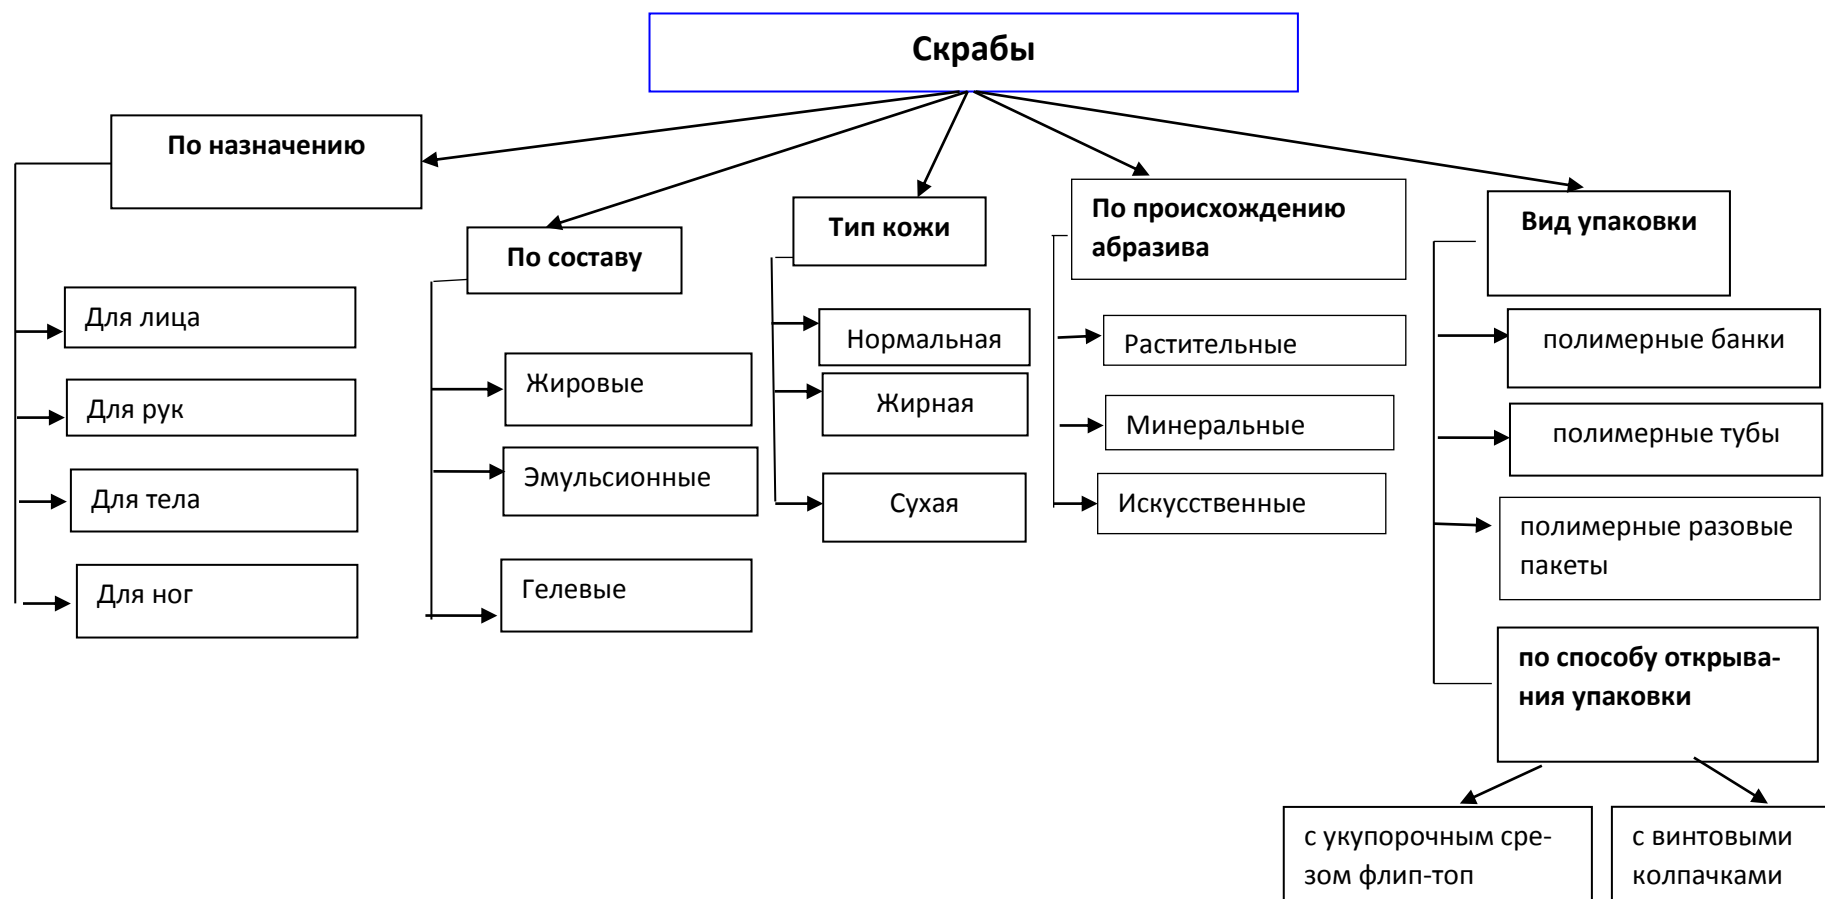 Скрабы
По назначению
Для лица
Для рук
Для тела
Для ног
По составу
Жировые
Эмульсионные
Гелевые
Тип кожи
Нормальная
Жирная
Сухая
По происхождению
абразива
Растительные
Минеральные
Искусственные
Вид упаковки
полимерные банки
полимерные тубы
полимерные разовые
пакеты
по способу открыва-
ния упаковки
с укупорочным сре-
зом флип-топ
с винтовыми
колпачками